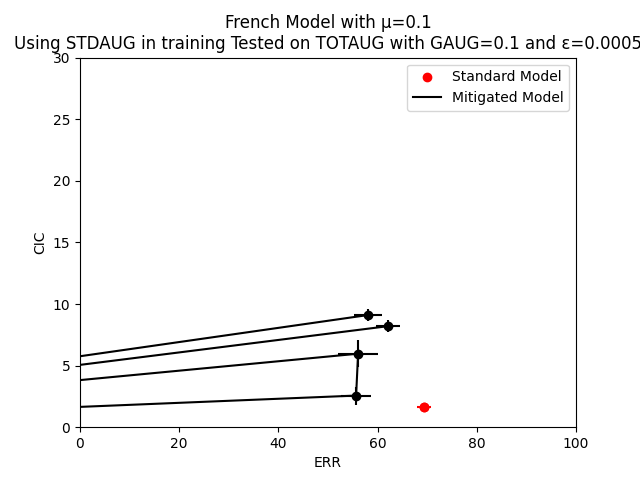 French Model with μ=0.1
Using STDAUG in training Tested on TOTAUG with GAUG=0.1 and ε=0.0005
30
25
20
15
10
5
0
CIC
Standard Model
Mitigated Model
0 20 40 60 80 100
ERR